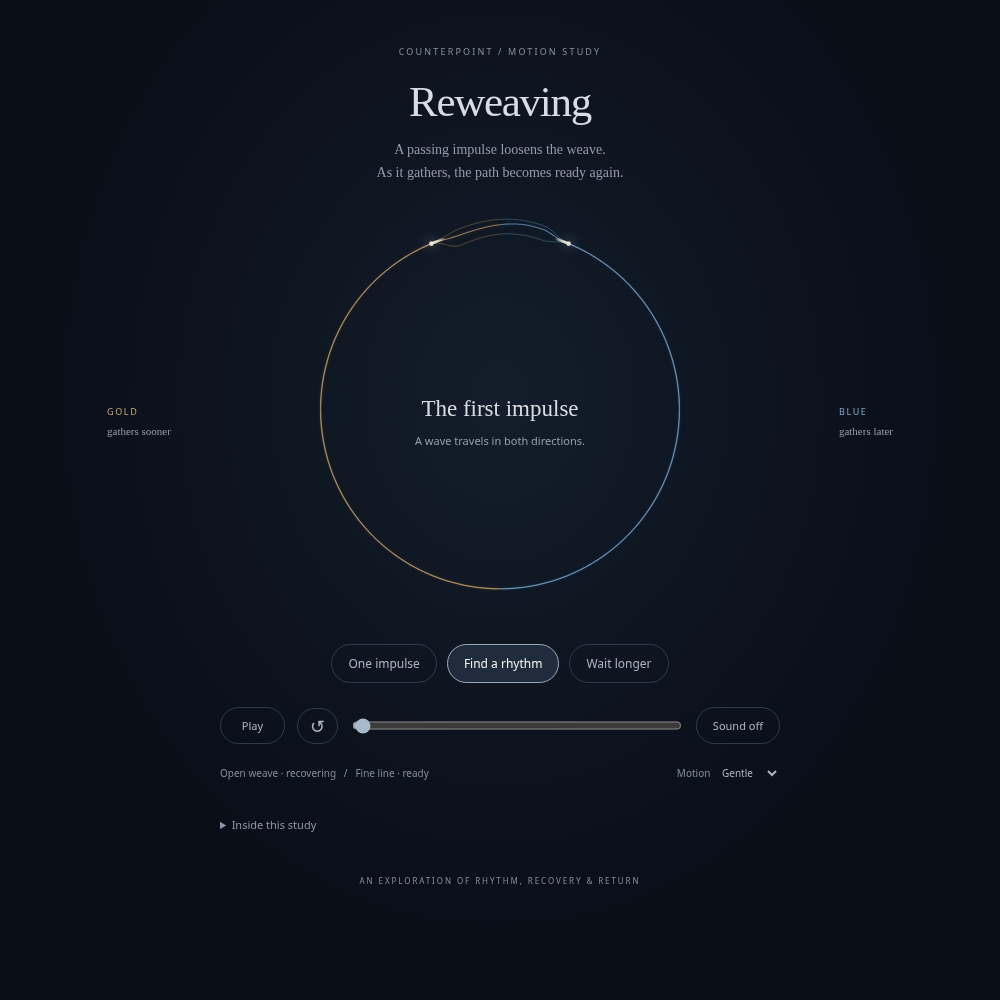 COUNTERPOINT / MOTION STUDY
Reweaving
A passing impulse loosens the weave.
As it gathers, the path becomes ready again.
The first impulse
A wave travels in both directions.
GOLD
gathers sooner
BLUE
gathers later
One impulse
Find a rhythm
Wait longer
Play
↺
Sound off
Open weave · recovering / Fine line · ready
Motion Gentle
Inside this study
AN EXPLORATION OF RHYTHM, RECOVERY & RETURN